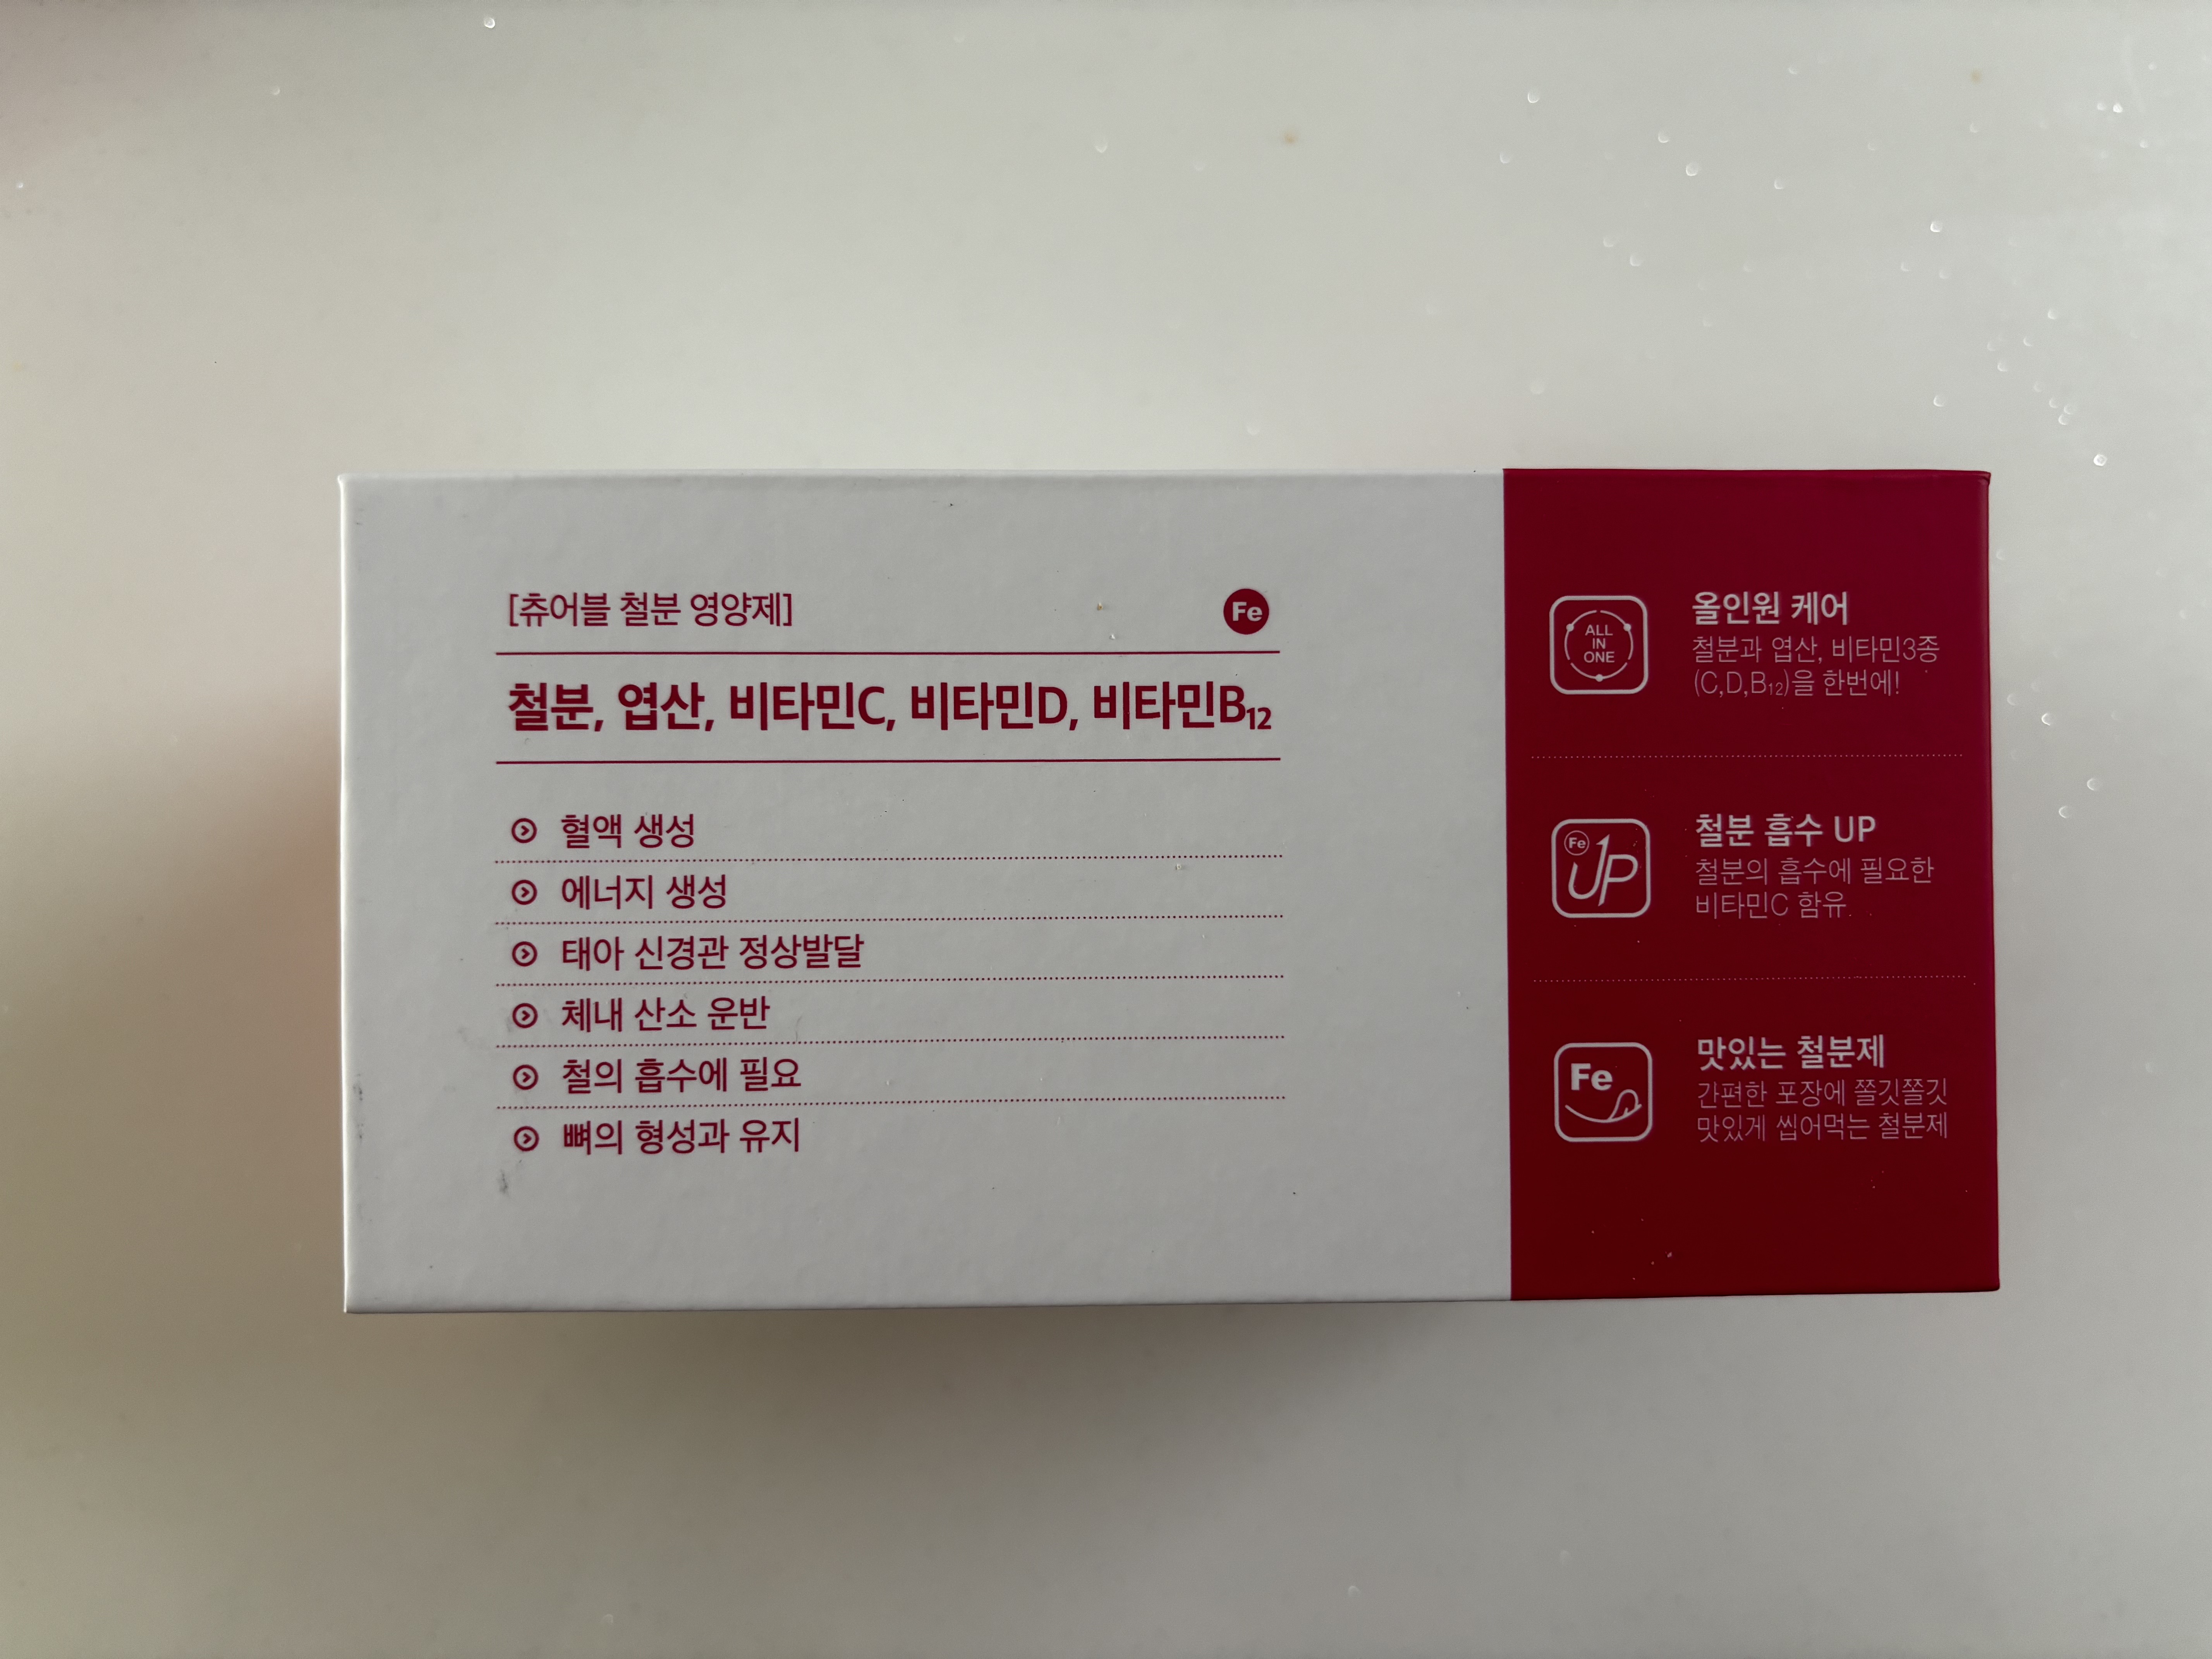 [츄어블 철분 영양제]
Fe
철분, 엽산, 비타민C, 비타민D, 비타민B₁₂
혈액 생성
에너지 생성
태아 신경관 정상발달
체내 산소 운반
철의 흡수에 필요
뼈의 형성과 유지
ALL
IN
ONE
올인원 케어
철분과 엽산, 비타민3종
(C,D,B₁₂)을 한번에!
Fe
UP
철분 흡수 UP
철분의 흡수에 필요한
비타민C 함유
Fe
맛있는 철분제
간편한 포장에 쫄깃쫄깃
맛있게 씹어먹는 철분제